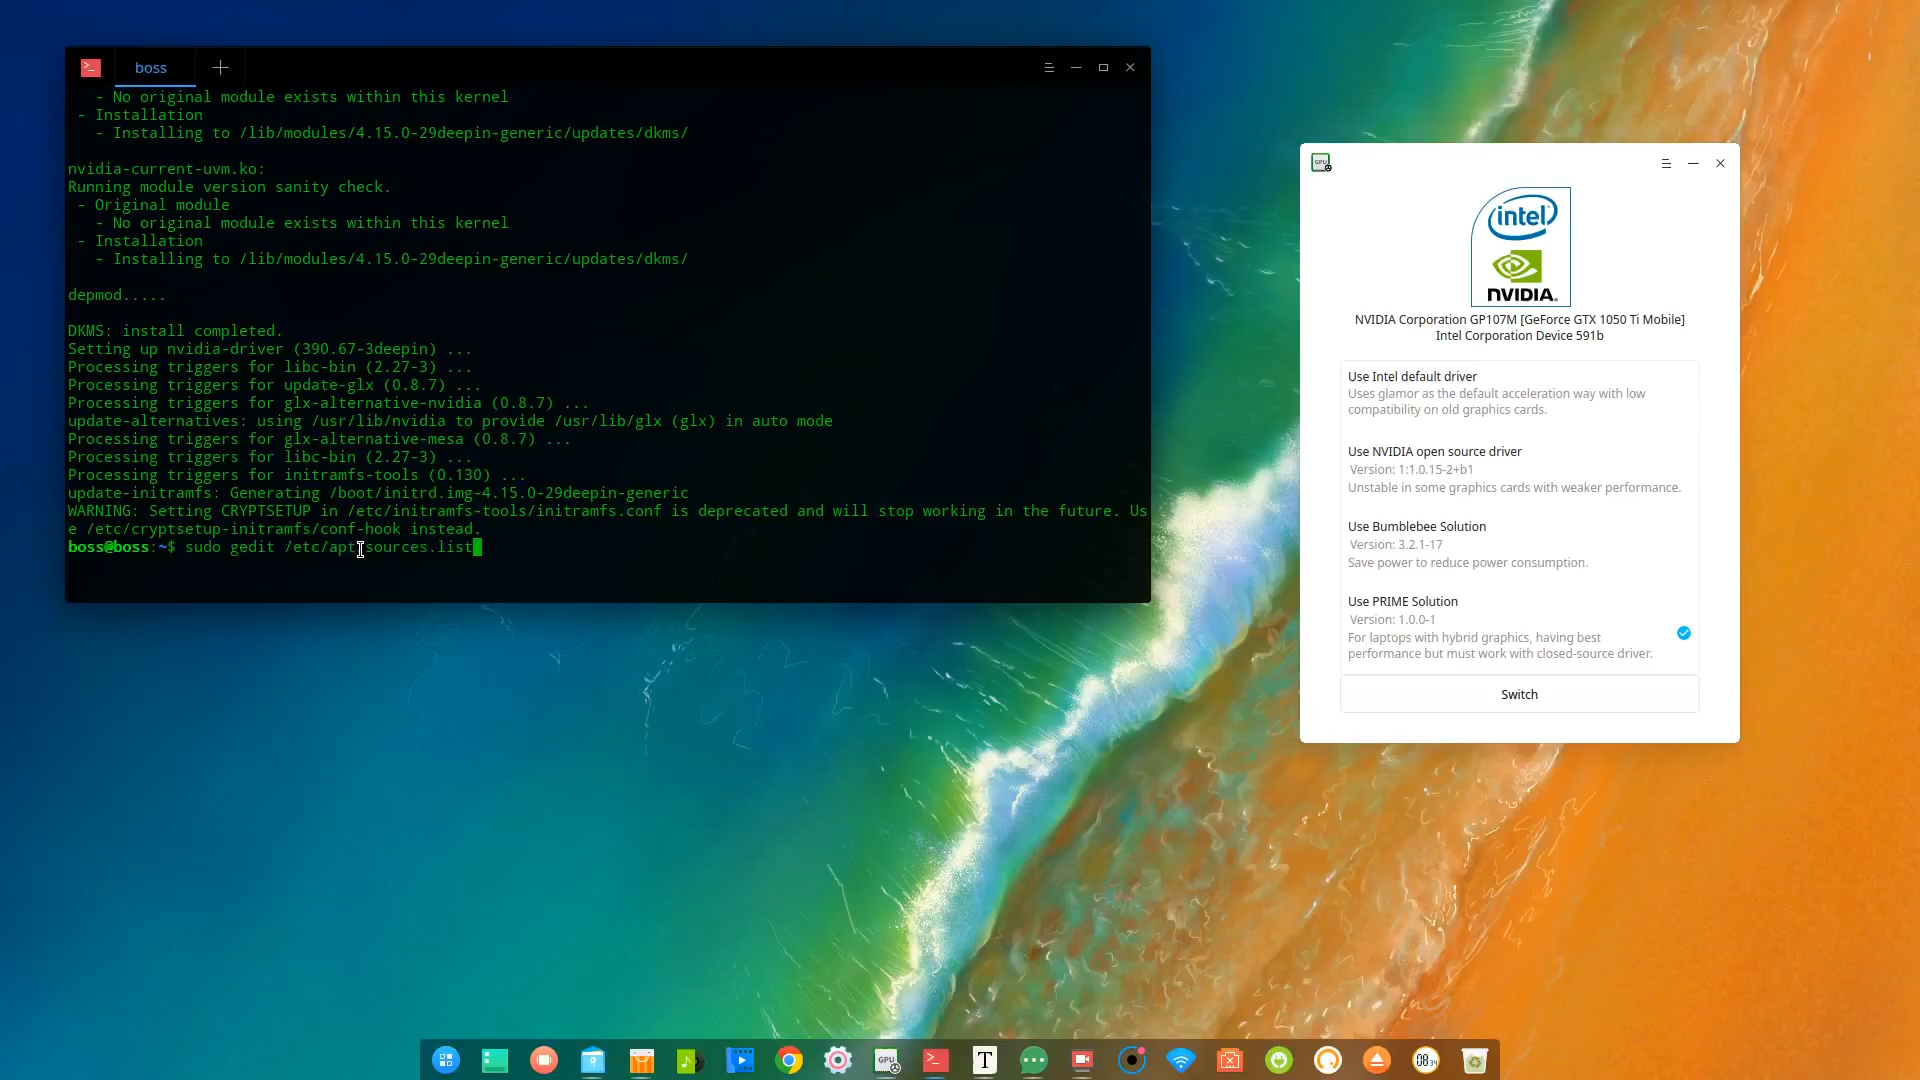 boss
- No original module exists within this kernel
- Installation
- Installing to /lib/modules/4.15.0-29deepin-generic/updates/dkms/
nvidia-current-uvm.ko:
Running module version sanity check.
- Original module
- No original module exists within this kernel
- Installation
- Installing to /lib/modules/4.15.0-29deepin-generic/updates/dkms/
depmod.....
DKMS: install completed.
Setting up nvidia-driver (390.67-3deepin) ...
Processing triggers for libc-bin (2.27-3) ...
Processing triggers for update-glx (0.8.7) ...
Processing triggers for glx-alternative-nvidia (0.8.7) ...
update-alternatives: using /usr/lib/nvidia to provide /usr/lib/glx (glx) in auto mode
Processing triggers for glx-alternative-mesa (0.8.7) ...
Processing triggers for libc-bin (2.27-3) ...
Processing triggers for initramfs-tools (0.130) ...
update-initramfs: Generating /boot/initrd.img-4.15.0-29deepin-generic
WARNING: Setting CRYPTSETUP in /etc/initramfs-tools/initramfs.conf is deprecated and will stop working in the future. Us
e /etc/cryptsetup-initramfs/conf-hook instead.
boss@boss:~$ sudo gedit /etc/apt/sources.list
GPU
intel
NVIDIA
NVIDIA Corporation GP107M [GeForce GTX 1050 Ti Mobile]
Intel Corporation Device 591b
Use Intel default driver
Uses glamor as the default acceleration way with low
compatibility on old graphics cards.
Use NVIDIA open source driver
Version: 1:1.0.15-2+b1
Unstable in some graphics cards with weaker performance.
Use Bumblebee Solution
Version: 3.2.1-17
Save power to reduce power consumption.
Use PRIME Solution
Version: 1.0.0-1
For laptops with hybrid graphics, having best
performance but must work with closed-source driver.
Switch
GPU
T
08 34